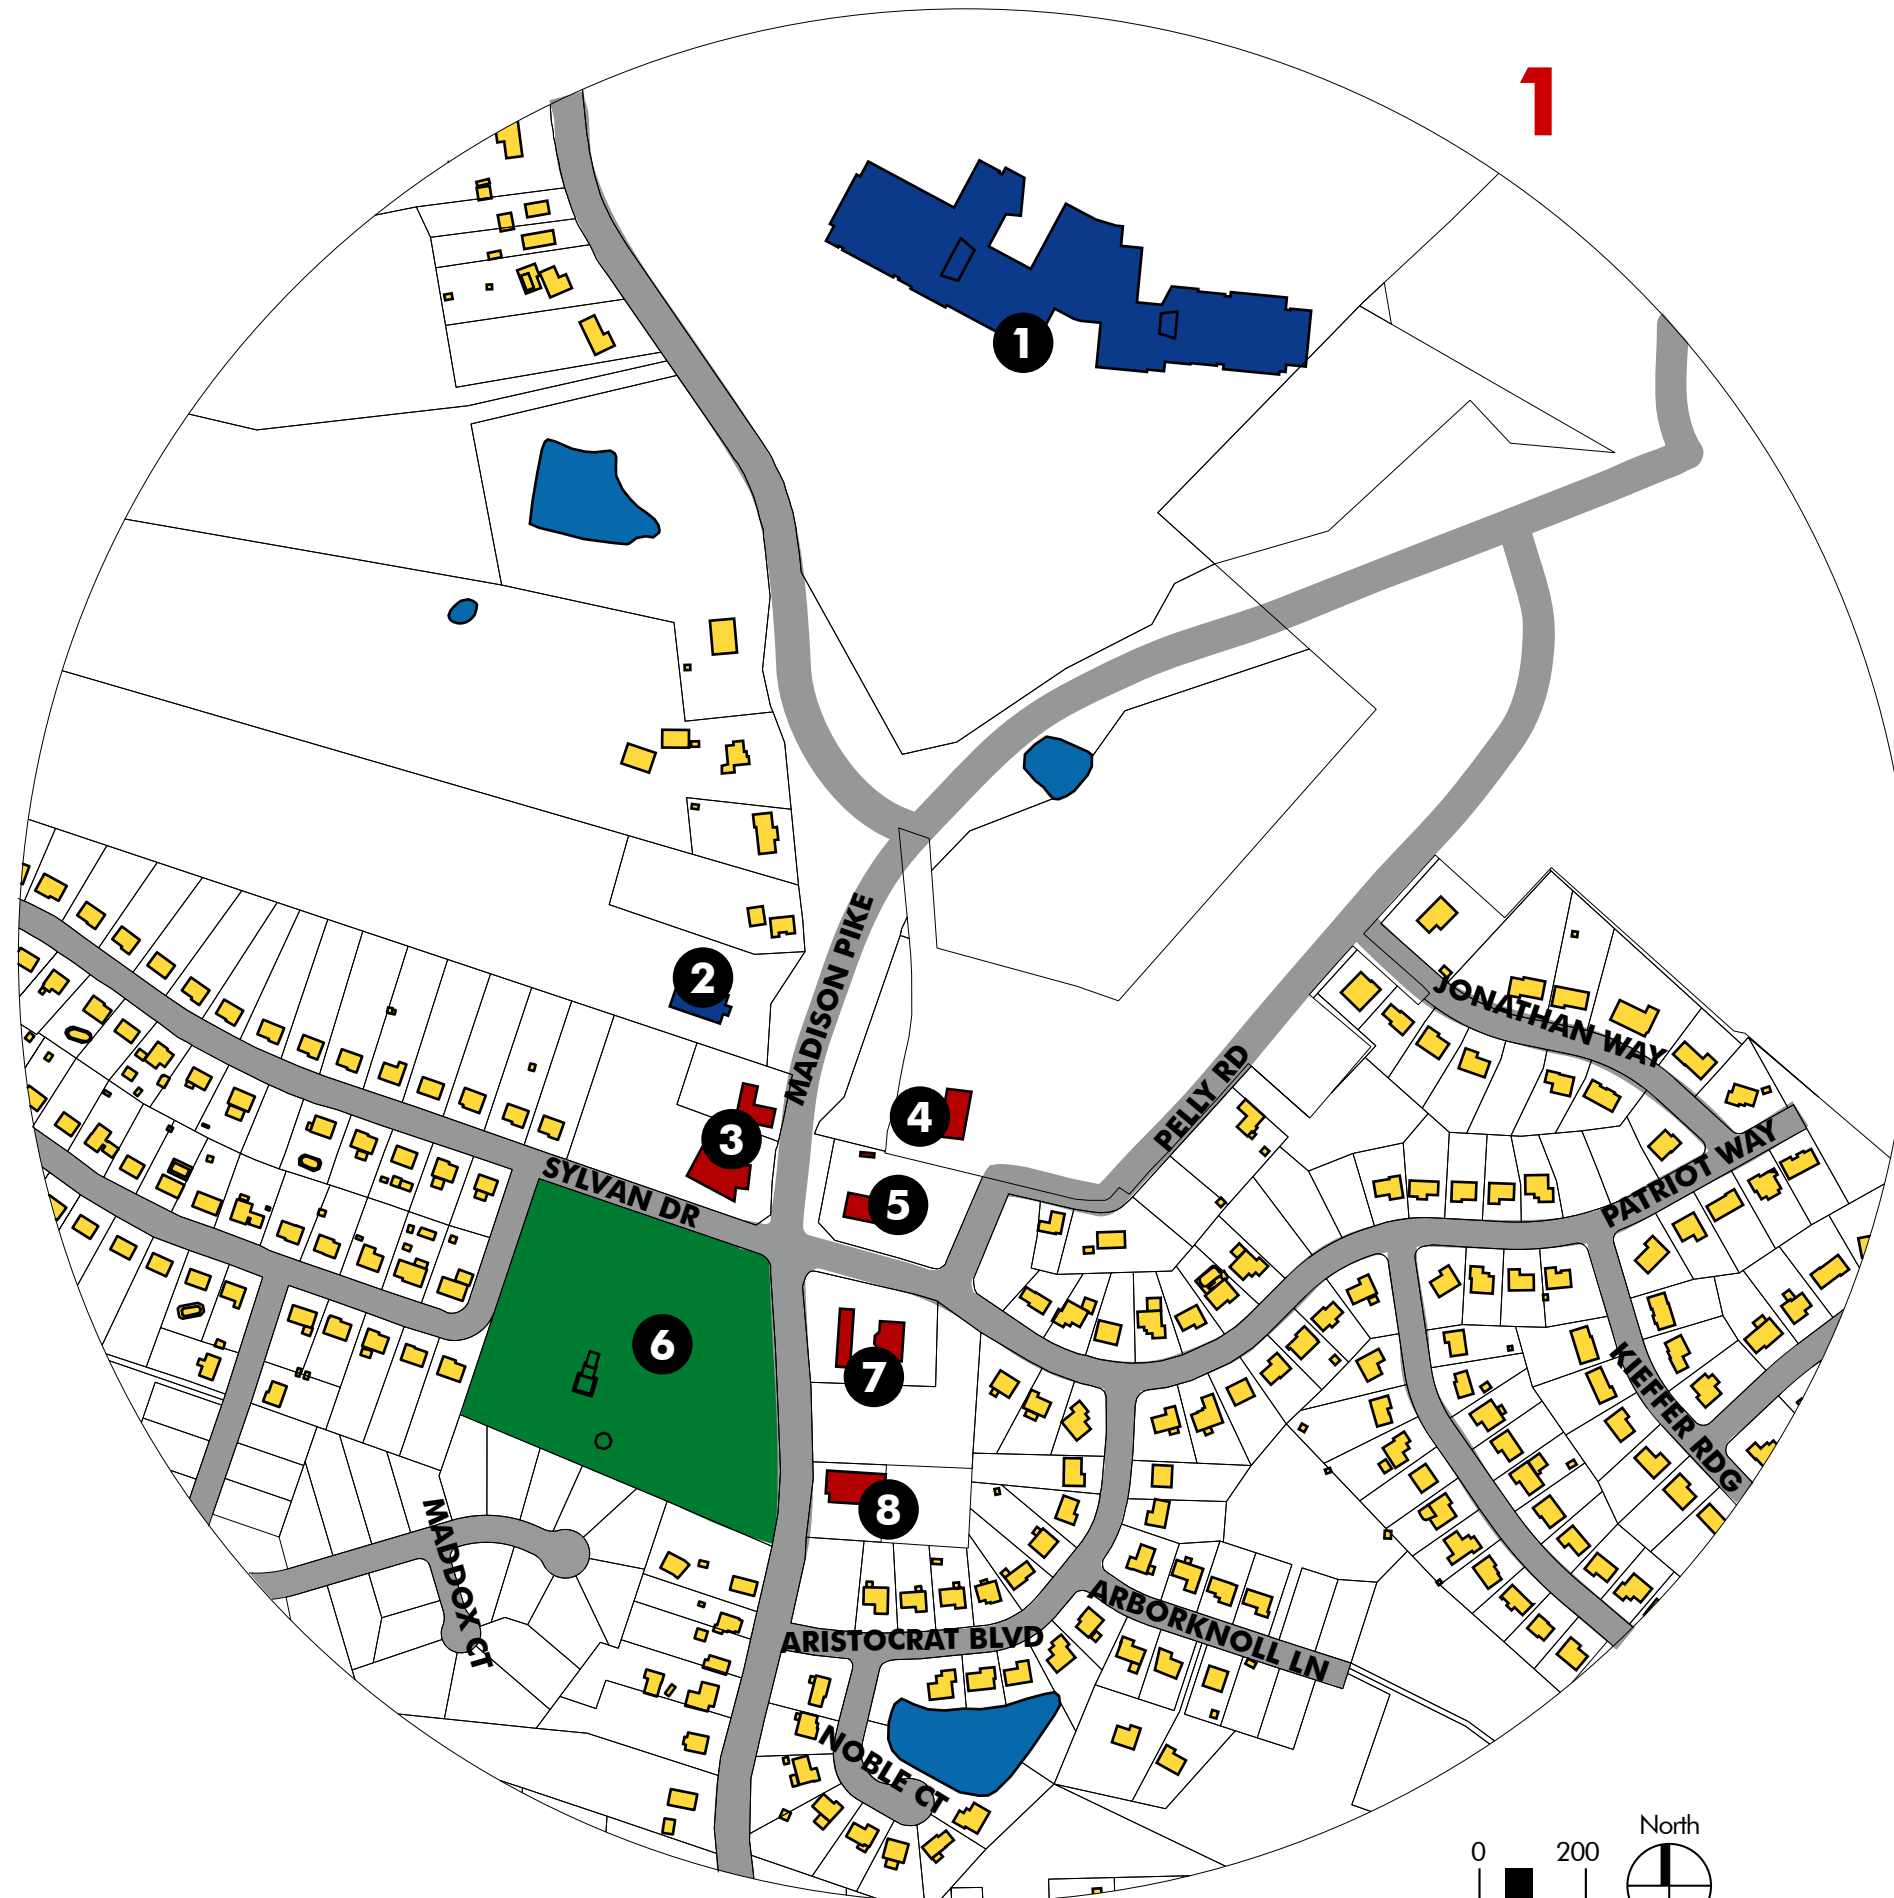 1
1
MADISON PIKE
2
JONATHAN WAY
PELLY RD
4
3
SYLVAN DR
PATRIOT WAY
5
6
7
KIEFFER RDG
8
MADDOX CT
ARBORKNOLL LN
ARISTOCRAT BLVD
NOBLE CT
North
0 200